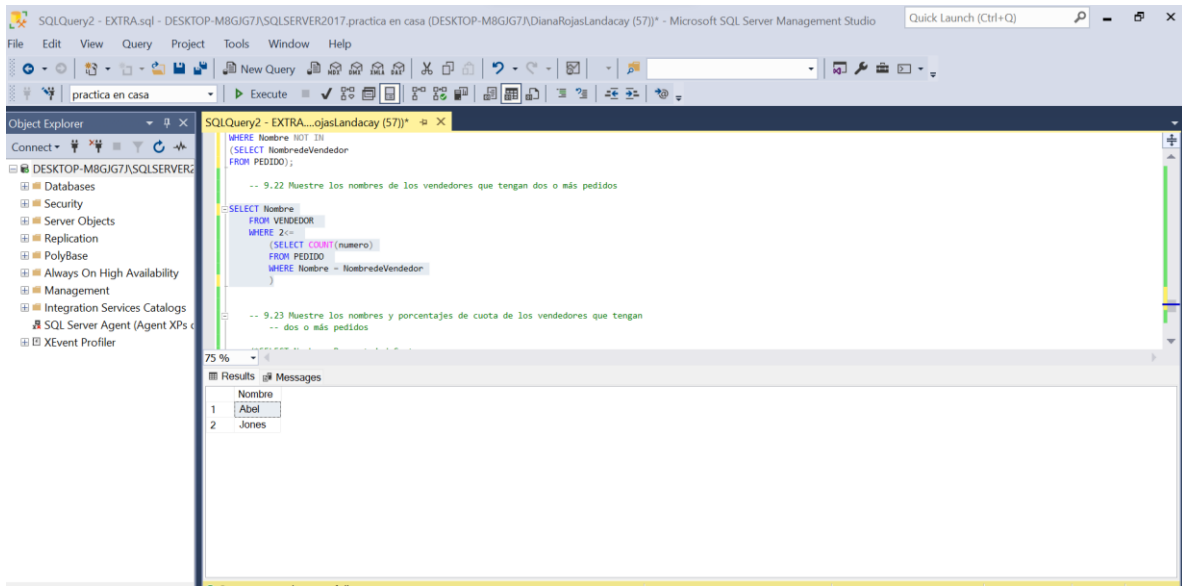 SQLQuery2 - EXTRA.sql - DESKTOP-M8GJG7J\SQLSERVER2017.practica en casa (DESKTOP-M8GJG7J\DianaRojasLandacay (57))* - Microsoft SQL Server Management Studio
Quick Launch (Ctrl+Q)
File Edit View Query Project Tools Window Help
New Query MDX DMX XMLA DAX
practica en casa
Execute
Object Explorer
SQLQuery2 - EXTRA....ojasLandacay (57))*
Connect
DESKTOP-M8GJG7J\SQLSERVER2
Databases
Security
Server Objects
Replication
PolyBase
Always On High Availability
Management
Integration Services Catalogs
SQL Server Agent (Agent XPs d
XEvent Profiler
WHERE Nombre NOT IN
(SELECT NombredeVendedor
FROM PEDIDO);
-- 9.22 Muestre los nombres de los vendedores que tengan dos o más pedidos
SELECT Nombre
FROM VENDEDOR
WHERE 2<=
(SELECT COUNT(numero)
FROM PEDIDO
WHERE Nombre = NombredeVendedor
)
-- 9.23 Muestre los nombres y porcentajes de cuota de los vendedores que tengan
-- dos o más pedidos
75 %
Results Messages
Nombre
1 Abel
2 Jones